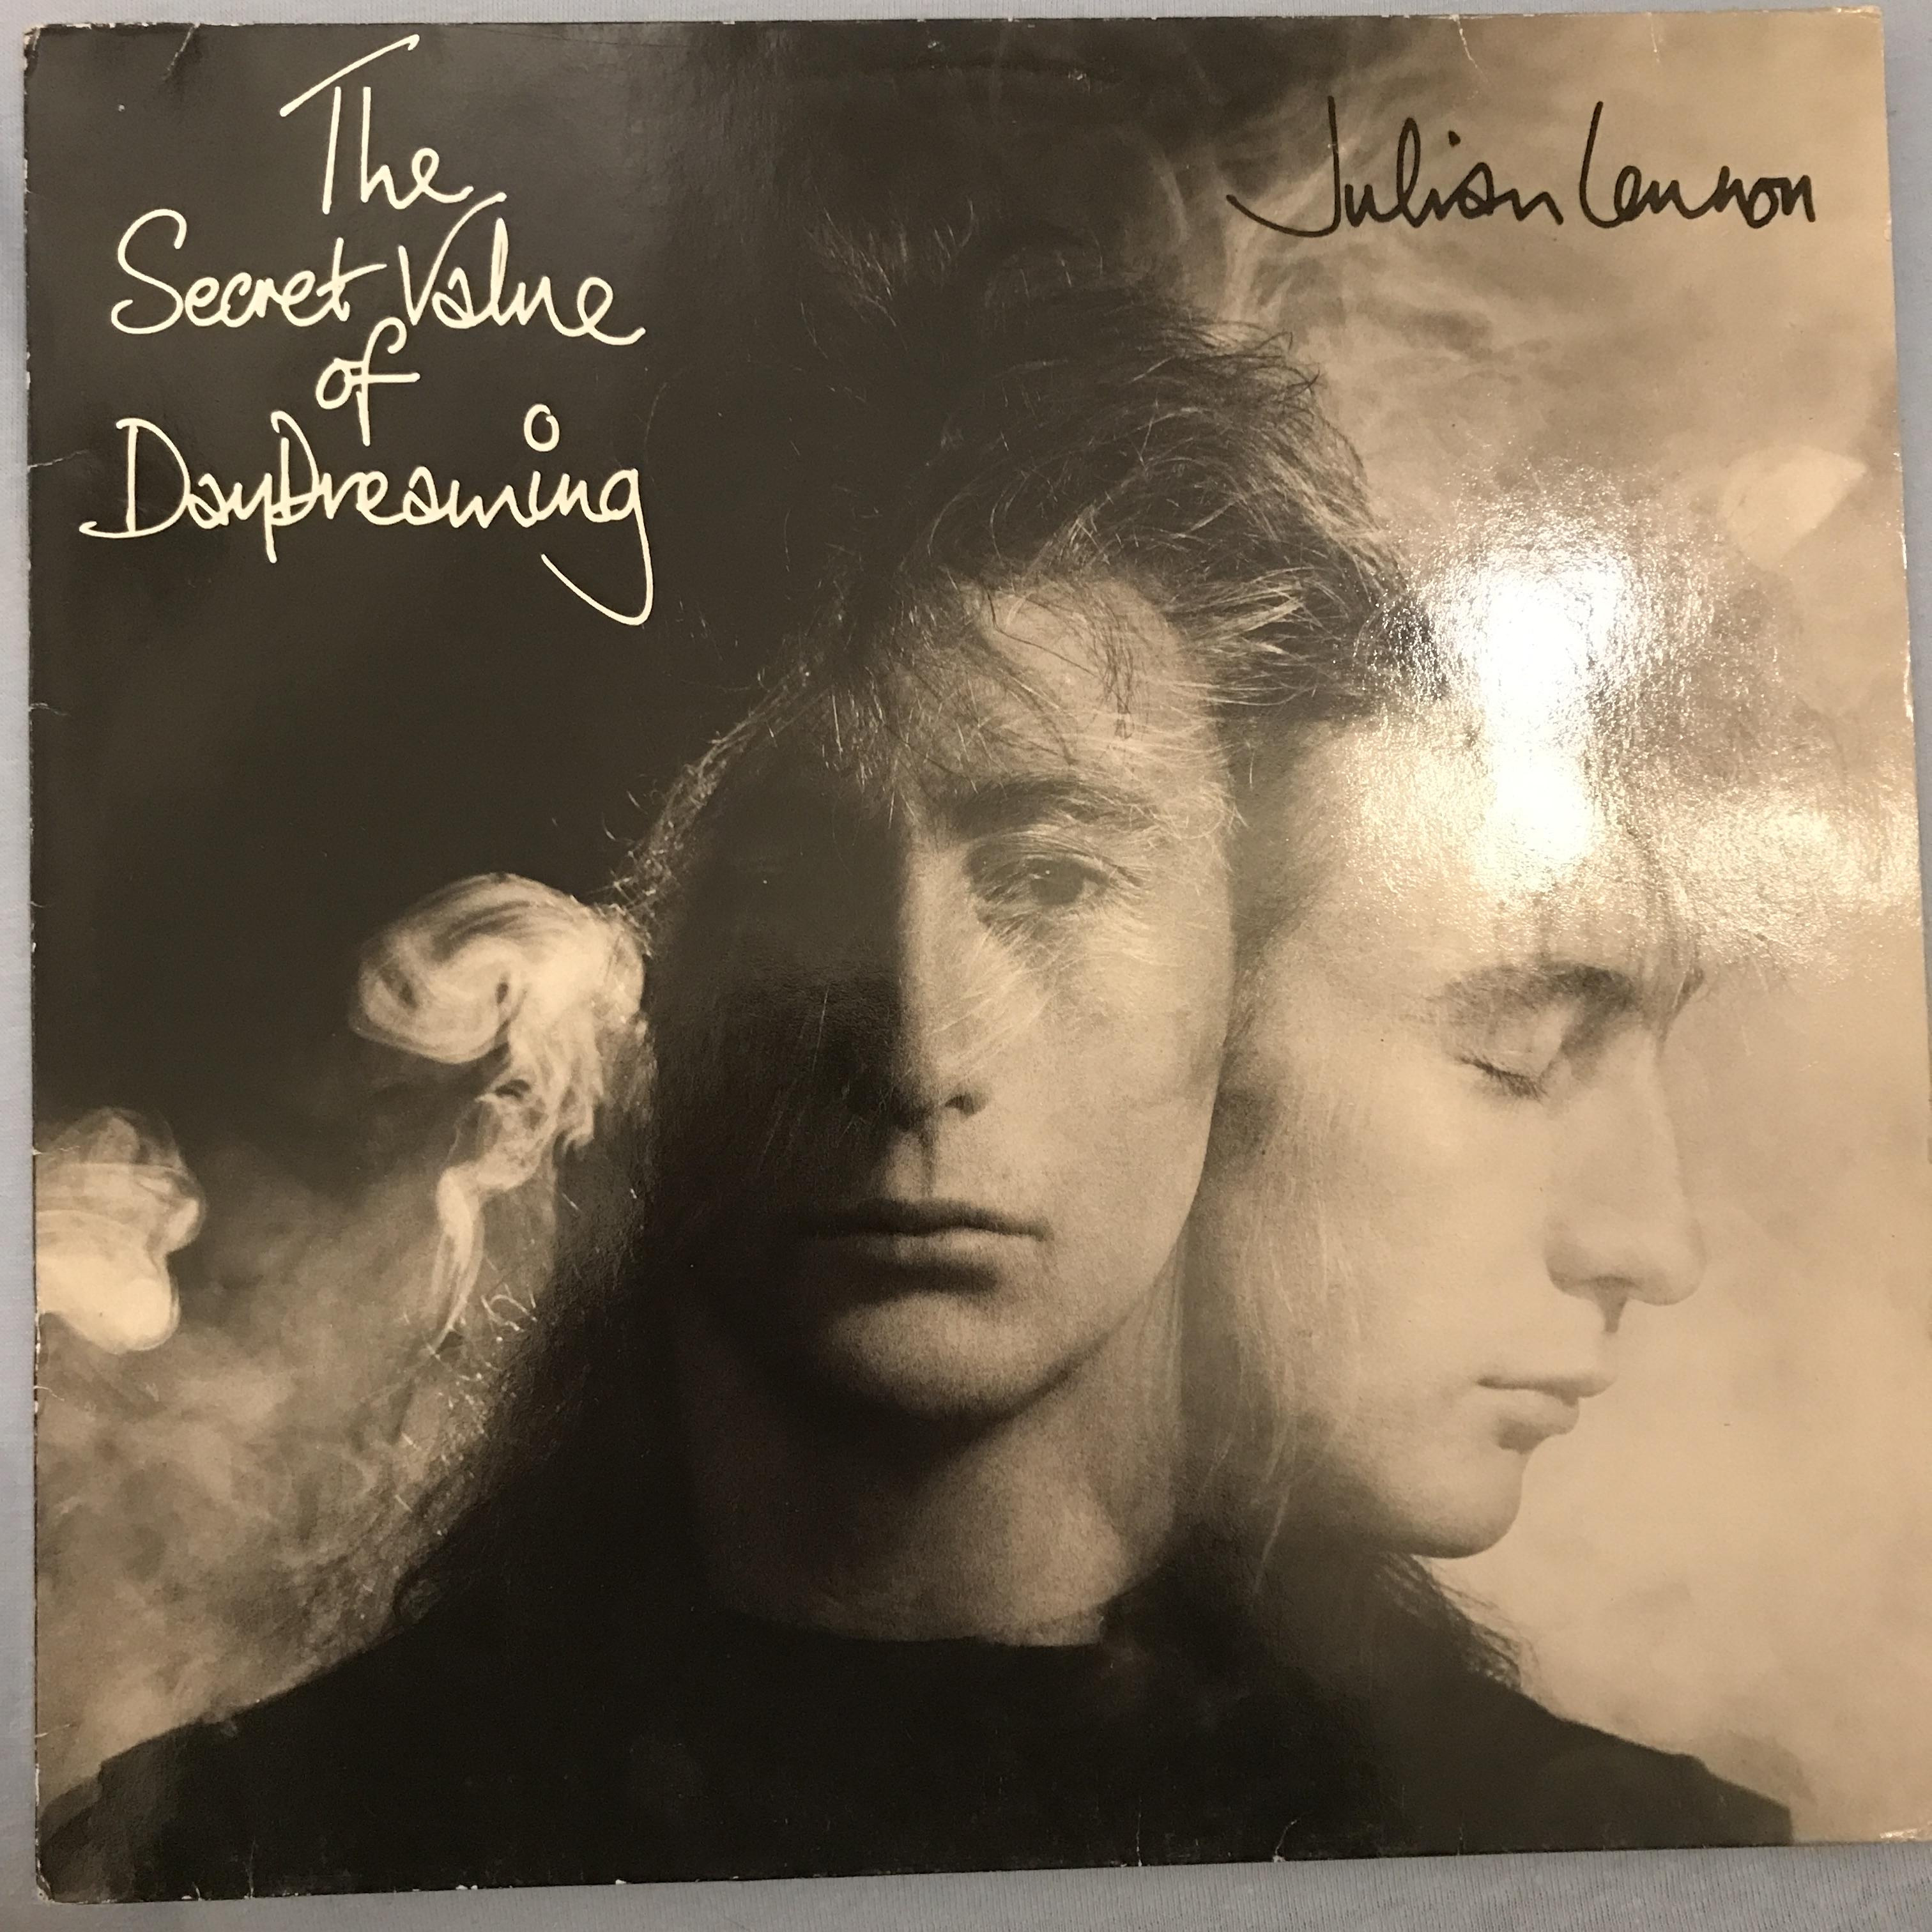 The
Secret Value
of
DayDreaming
Julian Lennon